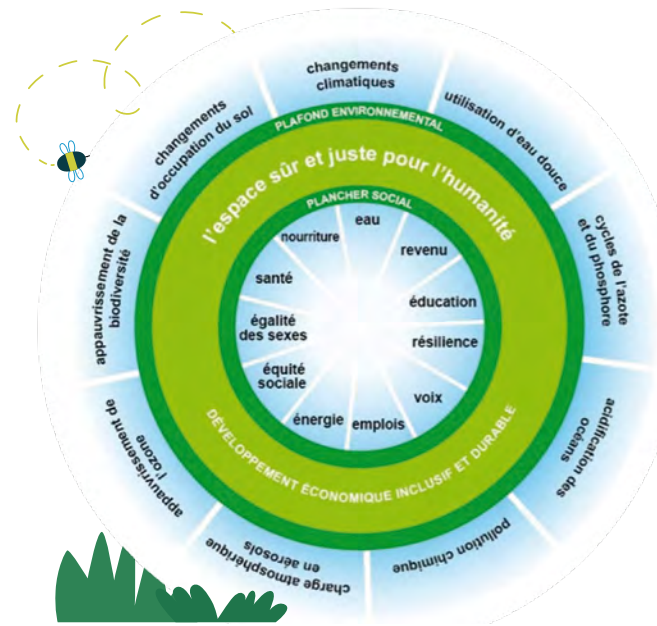 changements
climatiques
utilisation d'eau douce
cycles de l'azote
et du phosphore
acidification des
océans
pollution chimique
charge atmosphérique
en aérosols
appauvrissement de
l'ozone
appauvrissement de la
biodiversité
changements
d'occupation du sol
PLAFOND ENVIRONNEMENTAL
l'espace sûr et juste pour l'humanité
PLANCHER SOCIAL
eau
revenu
éducation
résilience
voix
emplois
énergie
équité
sociale
égalité
des sexes
santé
nourriture
DÉVELOPPEMENT ÉCONOMIQUE INCLUSIF ET DURABLE